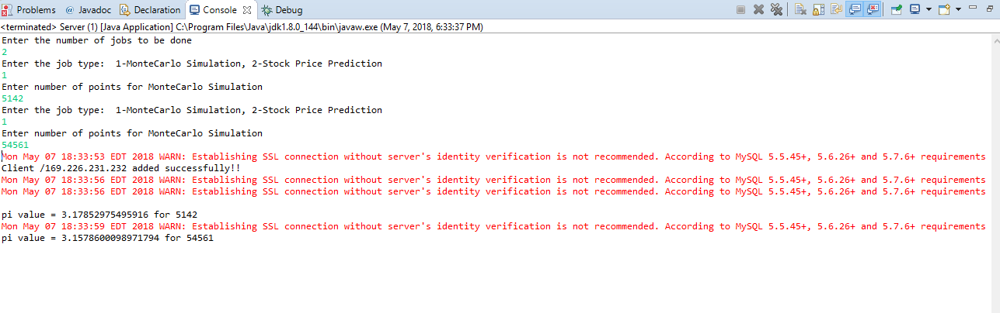 Problems @ Javadoc Declaration Console Debug
<terminated> Server (1) [Java Application] C:\Program Files\Java\jdk1.8.0_144\bin\javaw.exe (May 7, 2018, 6:33:37 PM)
Enter the number of jobs to be done
2
Enter the job type:  1-MonteCarlo Simulation, 2-Stock Price Prediction
1
Enter number of points for MonteCarlo Simulation
5142
Enter the job type:  1-MonteCarlo Simulation, 2-Stock Price Prediction
1
Enter number of points for MonteCarlo Simulation
54561
Mon May 07 18:33:53 EDT 2018 WARN: Establishing SSL connection without server's identity verification is not recommended. According to MySQL 5.5.45+, 5.6.26+ and 5.7.6+ requirements
Client /169.226.231.232 added successfully!!
Mon May 07 18:33:56 EDT 2018 WARN: Establishing SSL connection without server's identity verification is not recommended. According to MySQL 5.5.45+, 5.6.26+ and 5.7.6+ requirements
Mon May 07 18:33:56 EDT 2018 WARN: Establishing SSL connection without server's identity verification is not recommended. According to MySQL 5.5.45+, 5.6.26+ and 5.7.6+ requirements
pi value = 3.17852975495916 for 5142
Mon May 07 18:33:59 EDT 2018 WARN: Establishing SSL connection without server's identity verification is not recommended. According to MySQL 5.5.45+, 5.6.26+ and 5.7.6+ requirements
pi value = 3.1578600098971794 for 54561